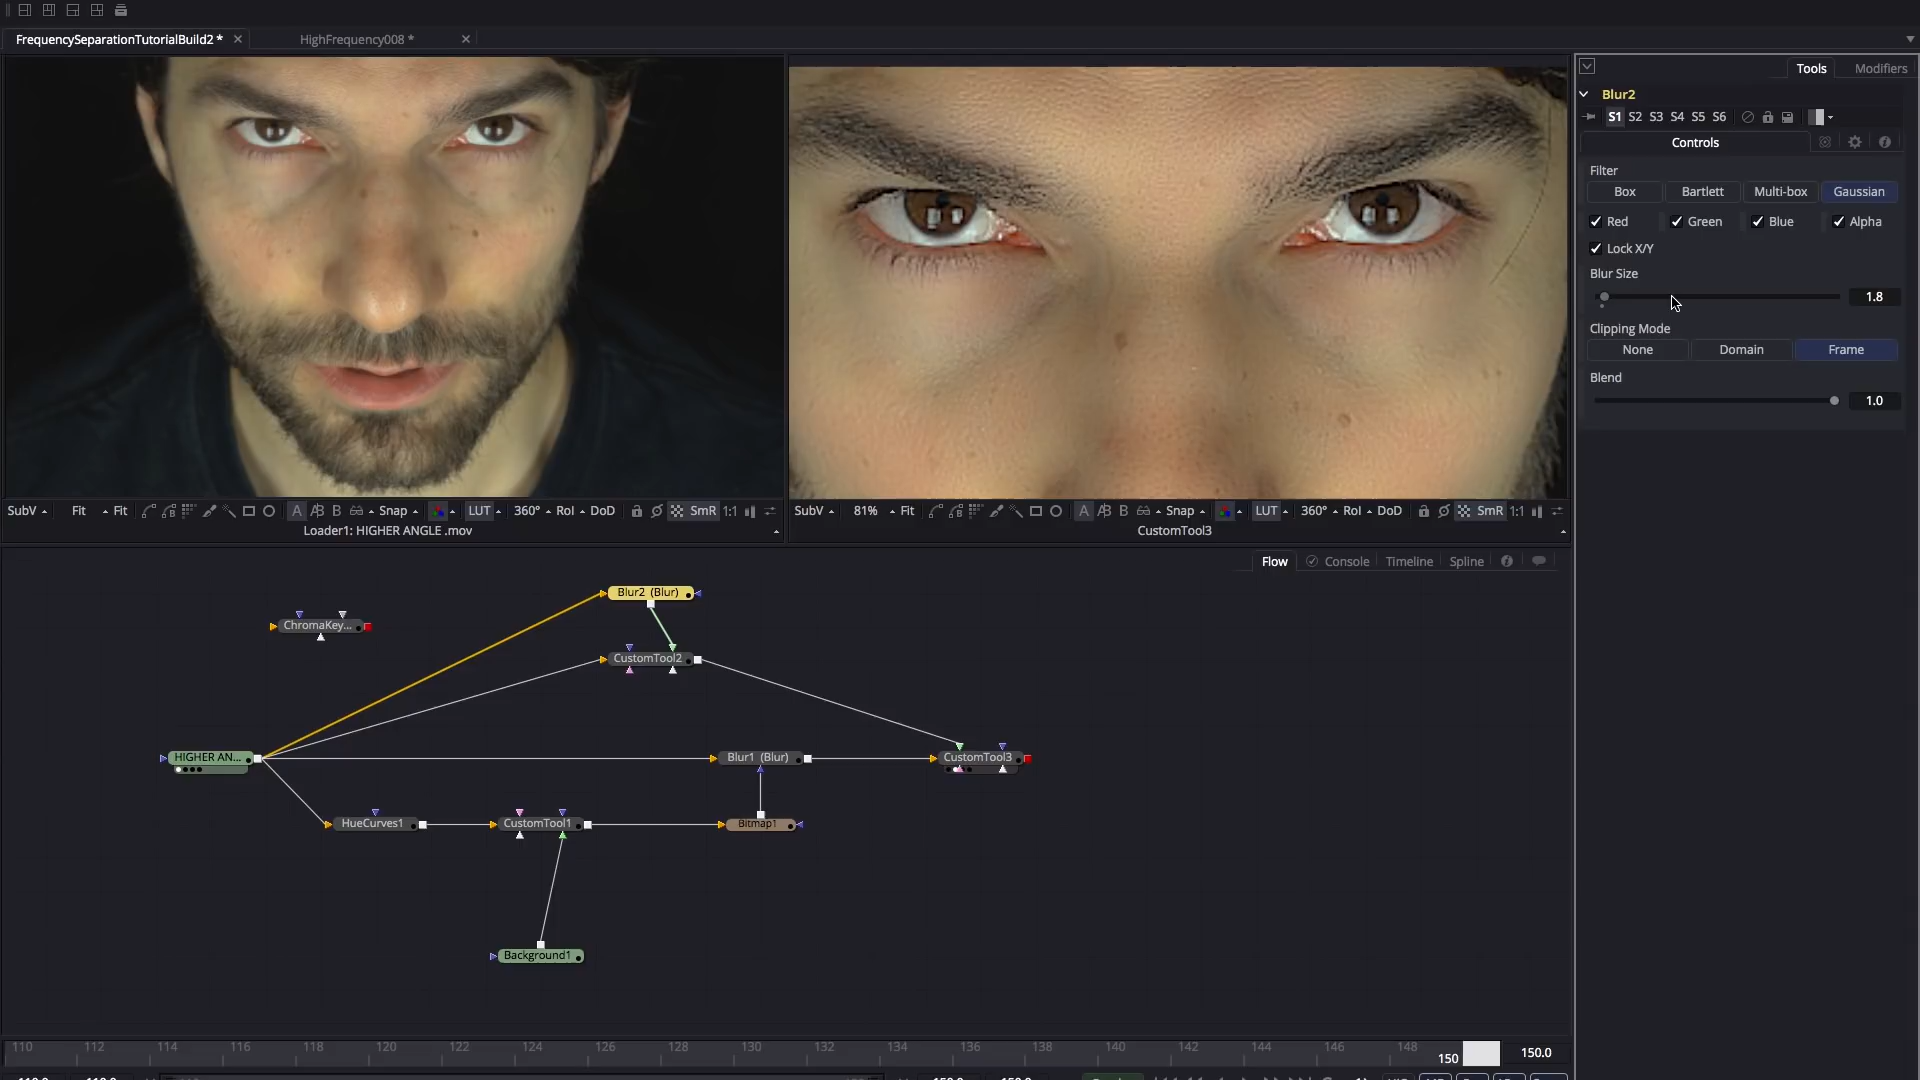 FrequencySeparationTutorialBuild2 *
HighFrequency008 *
Tools
Modifiers
Blur2
S1 S2 S3 S4 S5 S6
Controls
Filter
Box
Bartlett
Multi-box
Gaussian
Red
Green
Blue
Alpha
Lock X/Y
Blur Size
1.8
Clipping Mode
None
Domain
Frame
Blend
1.0
SubV Fit Fit A B Snap LUT 360° RoI DoD SmR 1:1
Loader1: HIGHER ANGLE .mov
SubV 81% Fit A B Snap LUT 360° RoI DoD SmR 1:1
CustomTool3
Flow
Console
Timeline
Spline
Blur2 (Blur)
ChromaKey...
CustomTool2
HIGHER AN...
Blur1 (Blur)
CustomTool3
HueCurves1
CustomTool1
Bitmap1
Background1
110 112 114 116 118 120 122 124 126 128 130 132 134 136 138 140 142 144 146 148 150 150.0